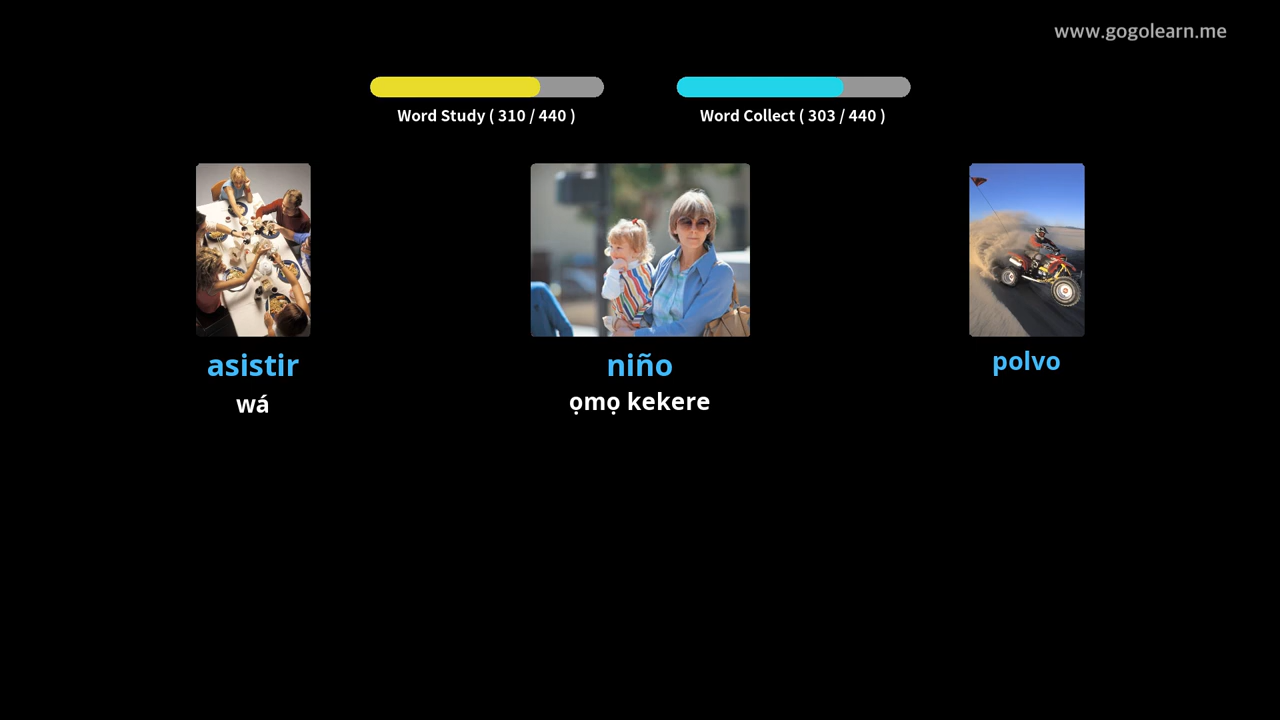 www.gogolearn.me
Word Study ( 310 / 440 )
Word Collect ( 303 / 440 )
asistir
wá
niño
ọmọ kekere
polvo